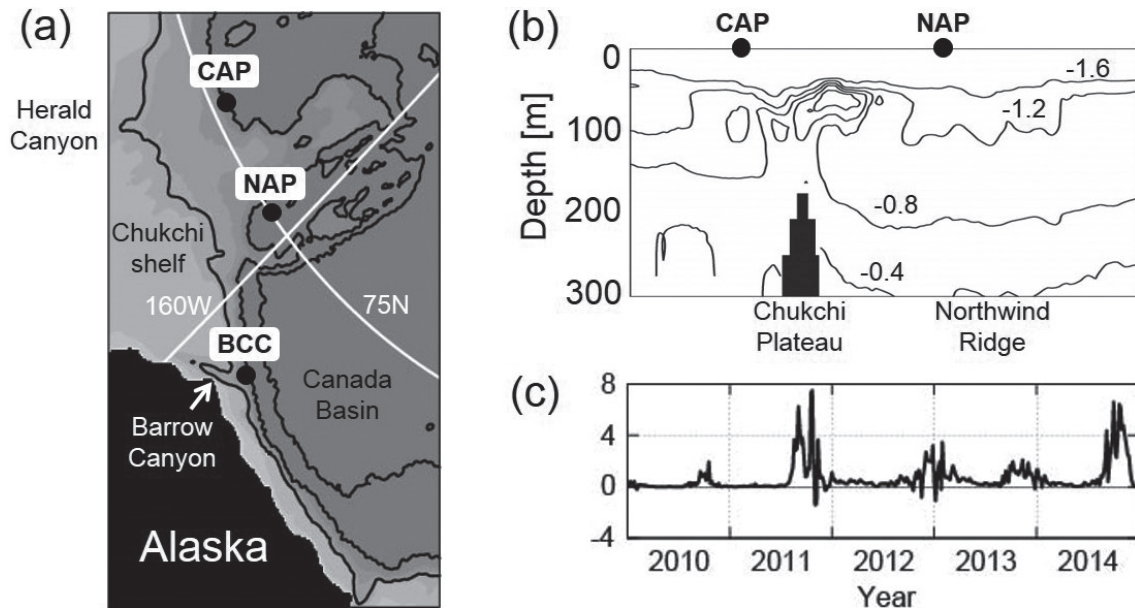 (a)
CAP
Herald
Canyon
NAP
Chukchi
shelf
160W
75N
BCC
Canada
Basin
Barrow
Canyon
Alaska
(b)
CAP
NAP
0
100
200
300
Depth [m]
-1.6
-1.2
-0.8
-0.4
Chukchi
Plateau
Northwind
Ridge
(c)
8
4
0
-4
2010
2011
2012
2013
2014
Year